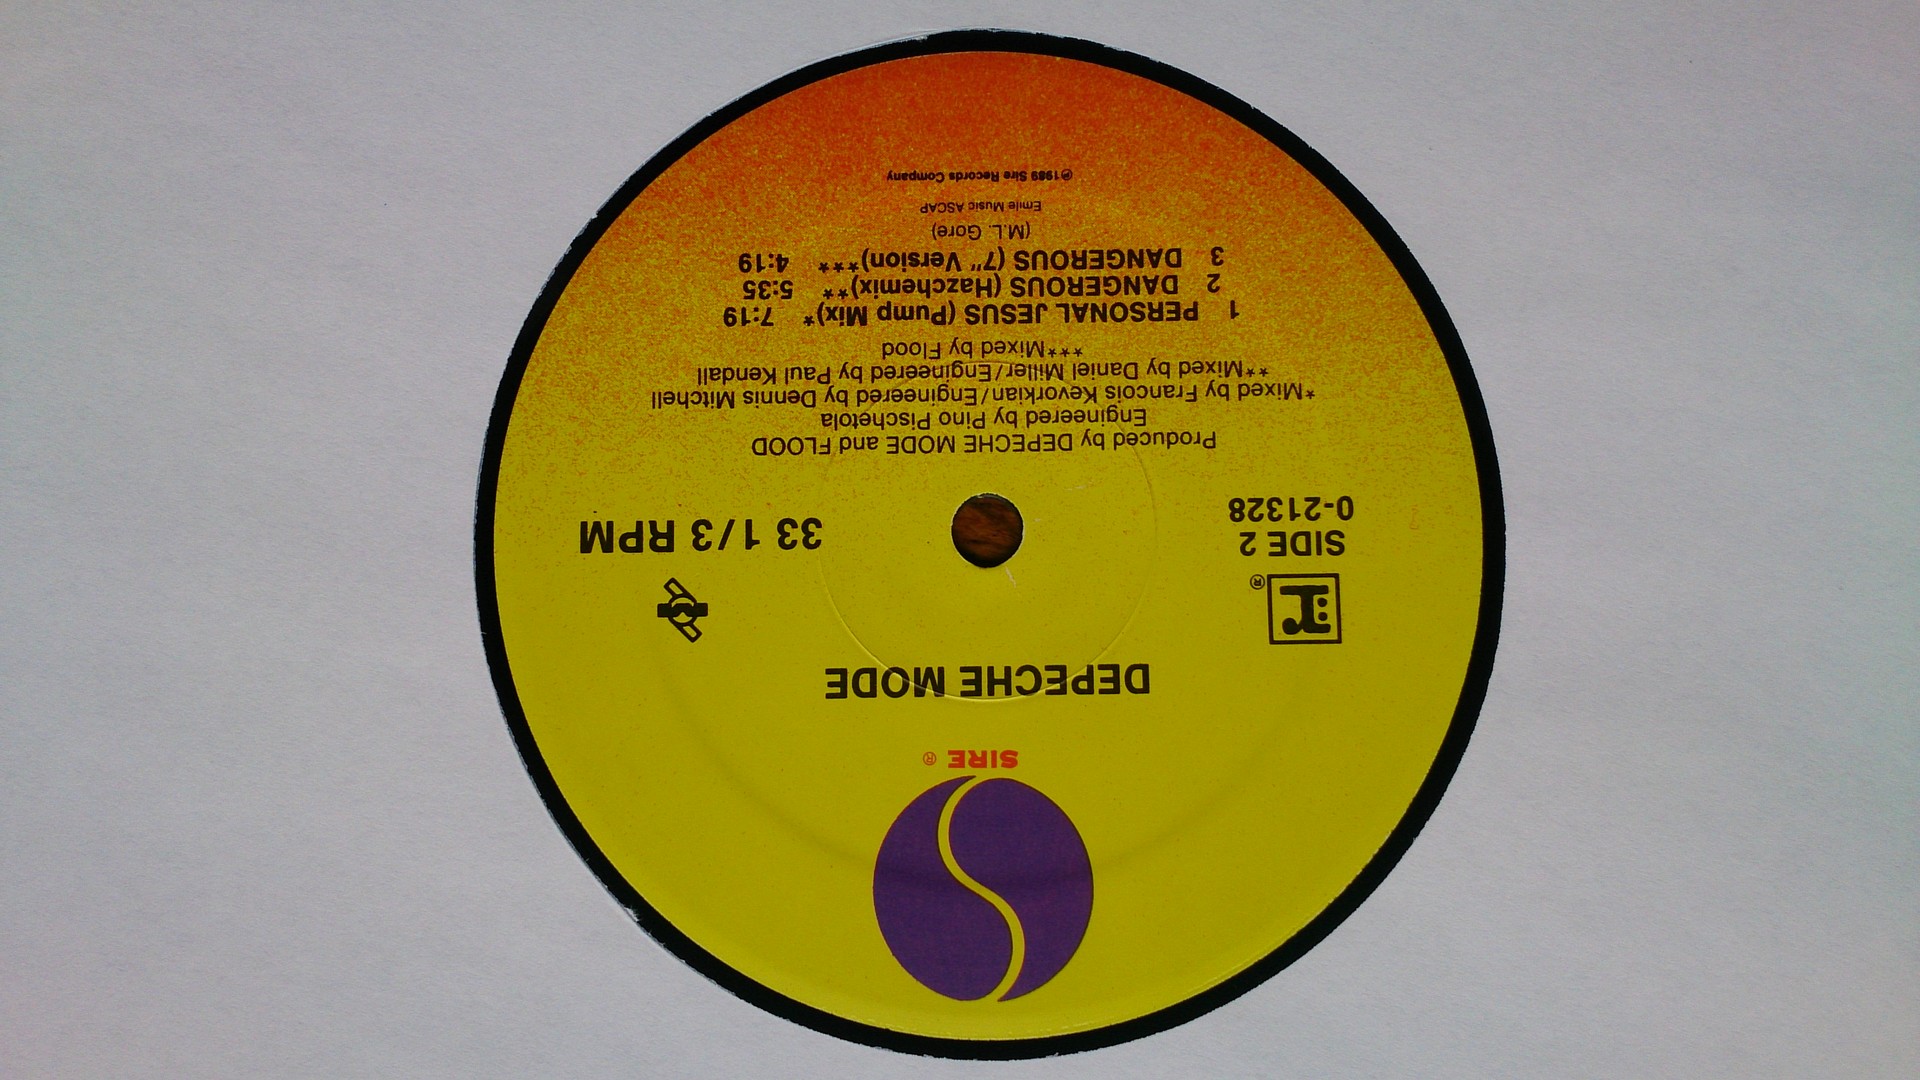 SIRE ®
DEPECHE MODE
r: ®
SIDE 2
0-21328
33 1/3 RPM
Produced by DEPECHE MODE and FLOOD
Engineered by Pino Pischetola
*Mixed by Francois Kevorkian/Engineered by Dennis Mitchell
**Mixed by Daniel Miller/Engineered by Paul Kendall
***Mixed by Flood
1 PERSONAL JESUS (Pump Mix)* 7:19
2 DANGEROUS (Hazchemix)** 5:35
3 DANGEROUS (7" Version)*** 4:19
(M.L. Gore)
Emile Music ASCAP
℗1989 Sire Records Company